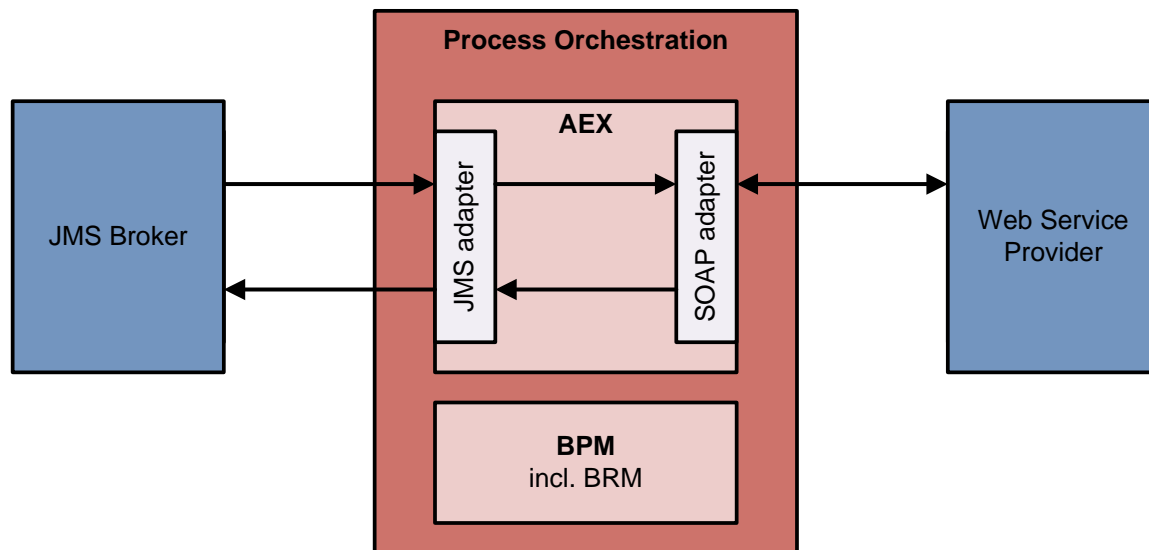 Process Orchestration
AEX
JMS Broker
JMS adapter
SOAP adapter
Web Service
Provider
BPM
incl. BRM